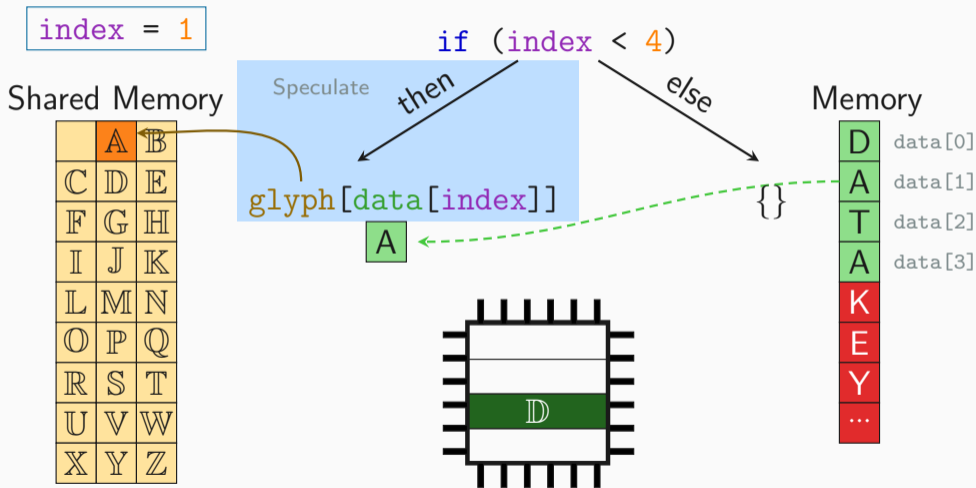 index = 1
if (index < 4)
Speculate
then
else
Shared Memory
Memory
𝔸 𝔹
ℂ 𝔻 𝔼
𝔽 𝔾 ℍ
𝕀 𝕁 𝕂
𝕃 𝕄 ℕ
𝕆 ℙ ℚ
ℝ 𝕊 𝕋
𝕌 𝕍 𝕎
𝕏 𝕐 ℤ
glyph[data[index]]
A
{}
𝔻
D data[0]
A data[1]
T data[2]
A data[3]
K
E
Y
...